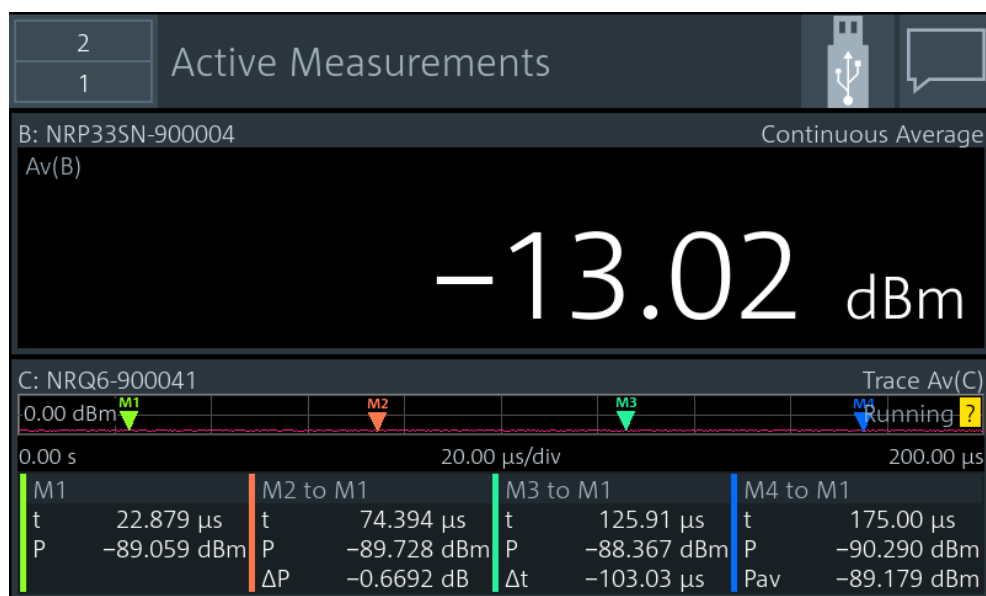 2
1
Active Measurements
B: NRP33SN-900004 Continuous Average
Av(B)
−13.02 dBm
C: NRQ6-900041 Trace Av(C)
0.00 dBm M1 M2 M3 M4 Running ?
0.00 s 20.00 µs/div 200.00 µs
M1 M2 to M1 M3 to M1 M4 to M1
t 22.879 µs t 74.394 µs t 125.91 µs t 175.00 µs
P −89.059 dBm P −89.728 dBm P −88.367 dBm P −90.290 dBm
ΔP −0.6692 dB Δt −103.03 µs Pav −89.179 dBm